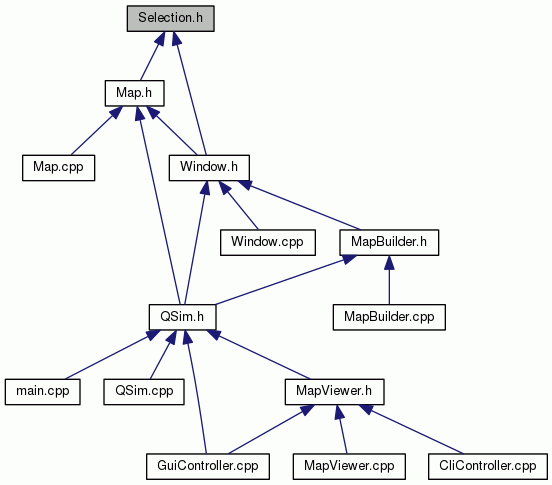 Selection.h
Map.h
Map.cpp
Window.h
Window.cpp
MapBuilder.h
QSim.h
MapBuilder.cpp
main.cpp
QSim.cpp
MapViewer.h
GuiController.cpp
MapViewer.cpp
CliController.cpp